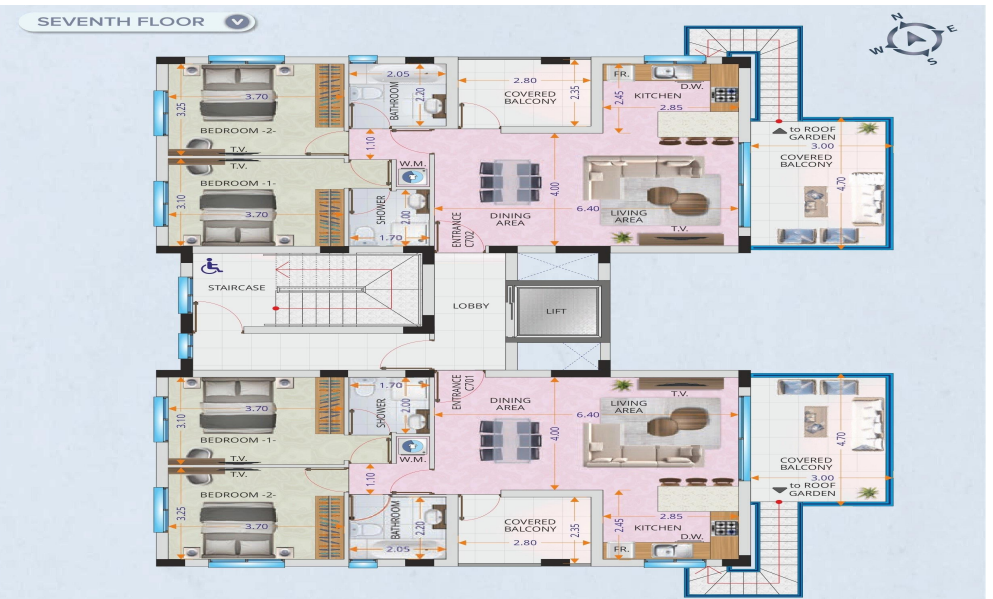 SEVENTH FLOOR
N
E
W
S
2.05
2.20
BATHROOM
2.80
COVERED
BALCONY
2.35
FR.
D.W.
KITCHEN
2.45
2.85
3.25
3.70
BEDROOM -2-
T.V.
1.10
to ROOF
GARDEN
3.00
COVERED
BALCONY
4.70
T.V.
BEDROOM -1-
3.10
3.70
W.M.
SHOWER
2.00
1.70
DINING
AREA
4.00
6.40
LIVING
AREA
T.V.
ENTRANCE
C702
STAIRCASE
LOBBY
LIFT
ENTRANCE
C701
1.70
SHOWER
2.00
W.M.
3.10
3.70
BEDROOM -1-
T.V.
DINING
AREA
4.00
6.40
LIVING
AREA
T.V.
4.70
COVERED
BALCONY
3.00
to ROOF
GARDEN
T.V.
BEDROOM -2-
3.25
3.70
1.10
BATHROOM
2.20
2.05
COVERED
BALCONY
2.80
2.35
2.45
2.85
KITCHEN
D.W.
FR.